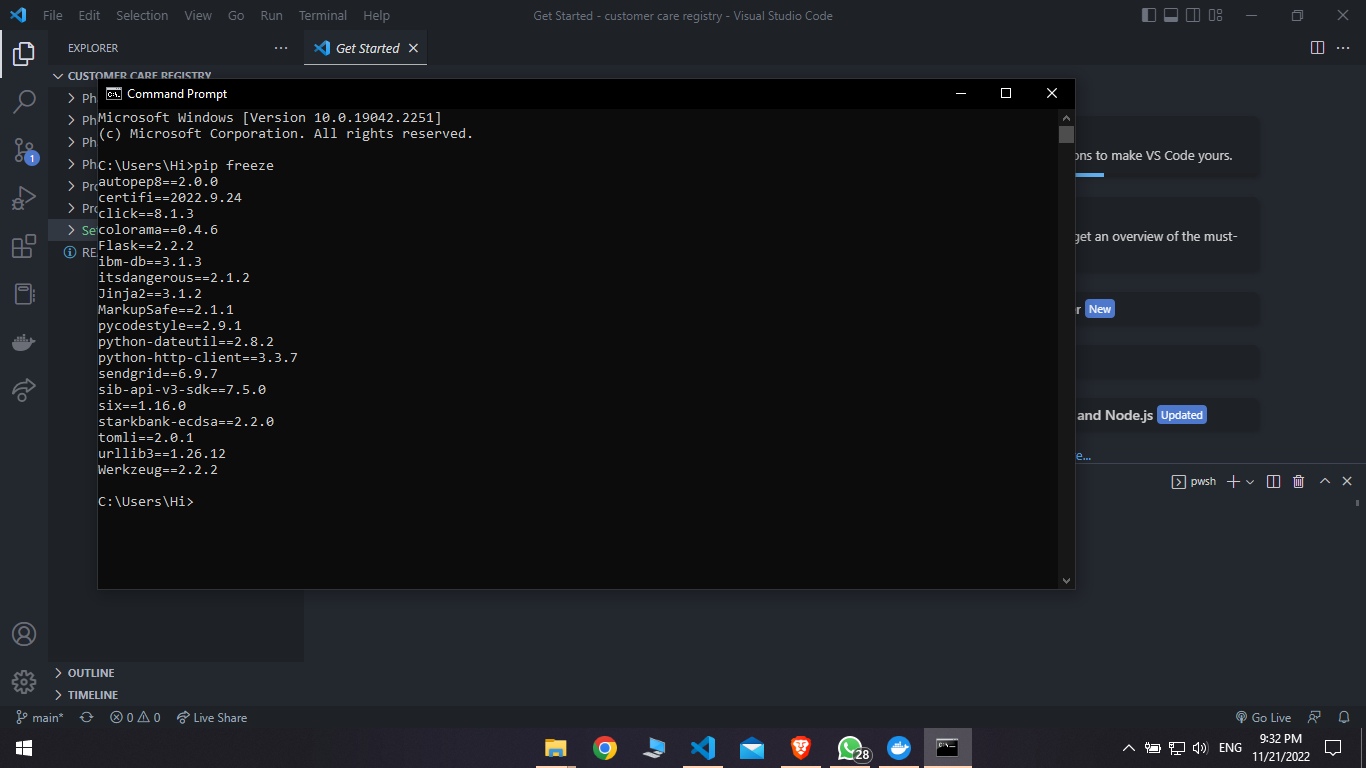 File Edit Selection View Go Run Terminal Help
Get Started - customer care registry - Visual Studio Code
EXPLORER
Get Started
CUSTOMER CARE REGISTRY
Command Prompt
Microsoft Windows [Version 10.0.19042.2251]
(c) Microsoft Corporation. All rights reserved.
C:\Users\Hi>pip freeze
autopep8==2.0.0
certifi==2022.9.24
click==8.1.3
colorama==0.4.6
Flask==2.2.2
ibm-db==3.1.3
itsdangerous==2.1.2
Jinja2==3.1.2
MarkupSafe==2.1.1
pycodestyle==2.9.1
python-dateutil==2.8.2
python-http-client==3.3.7
sendgrid==6.9.7
sib-api-v3-sdk==7.5.0
six==1.16.0
starkbank-ecdsa==2.2.0
tomli==2.0.1
urllib3==1.26.12
Werkzeug==2.2.2
C:\Users\Hi>
Ph
Ph
Ph
Ph
Pro
Pro
Se
RE
1
ons to make VS Code yours.
get an overview of the must-
r New
and Node.js Updated
e...
pwsh
OUTLINE
TIMELINE
main* 0 0 Live Share
Go Live
28
ENG
9:32 PM
11/21/2022